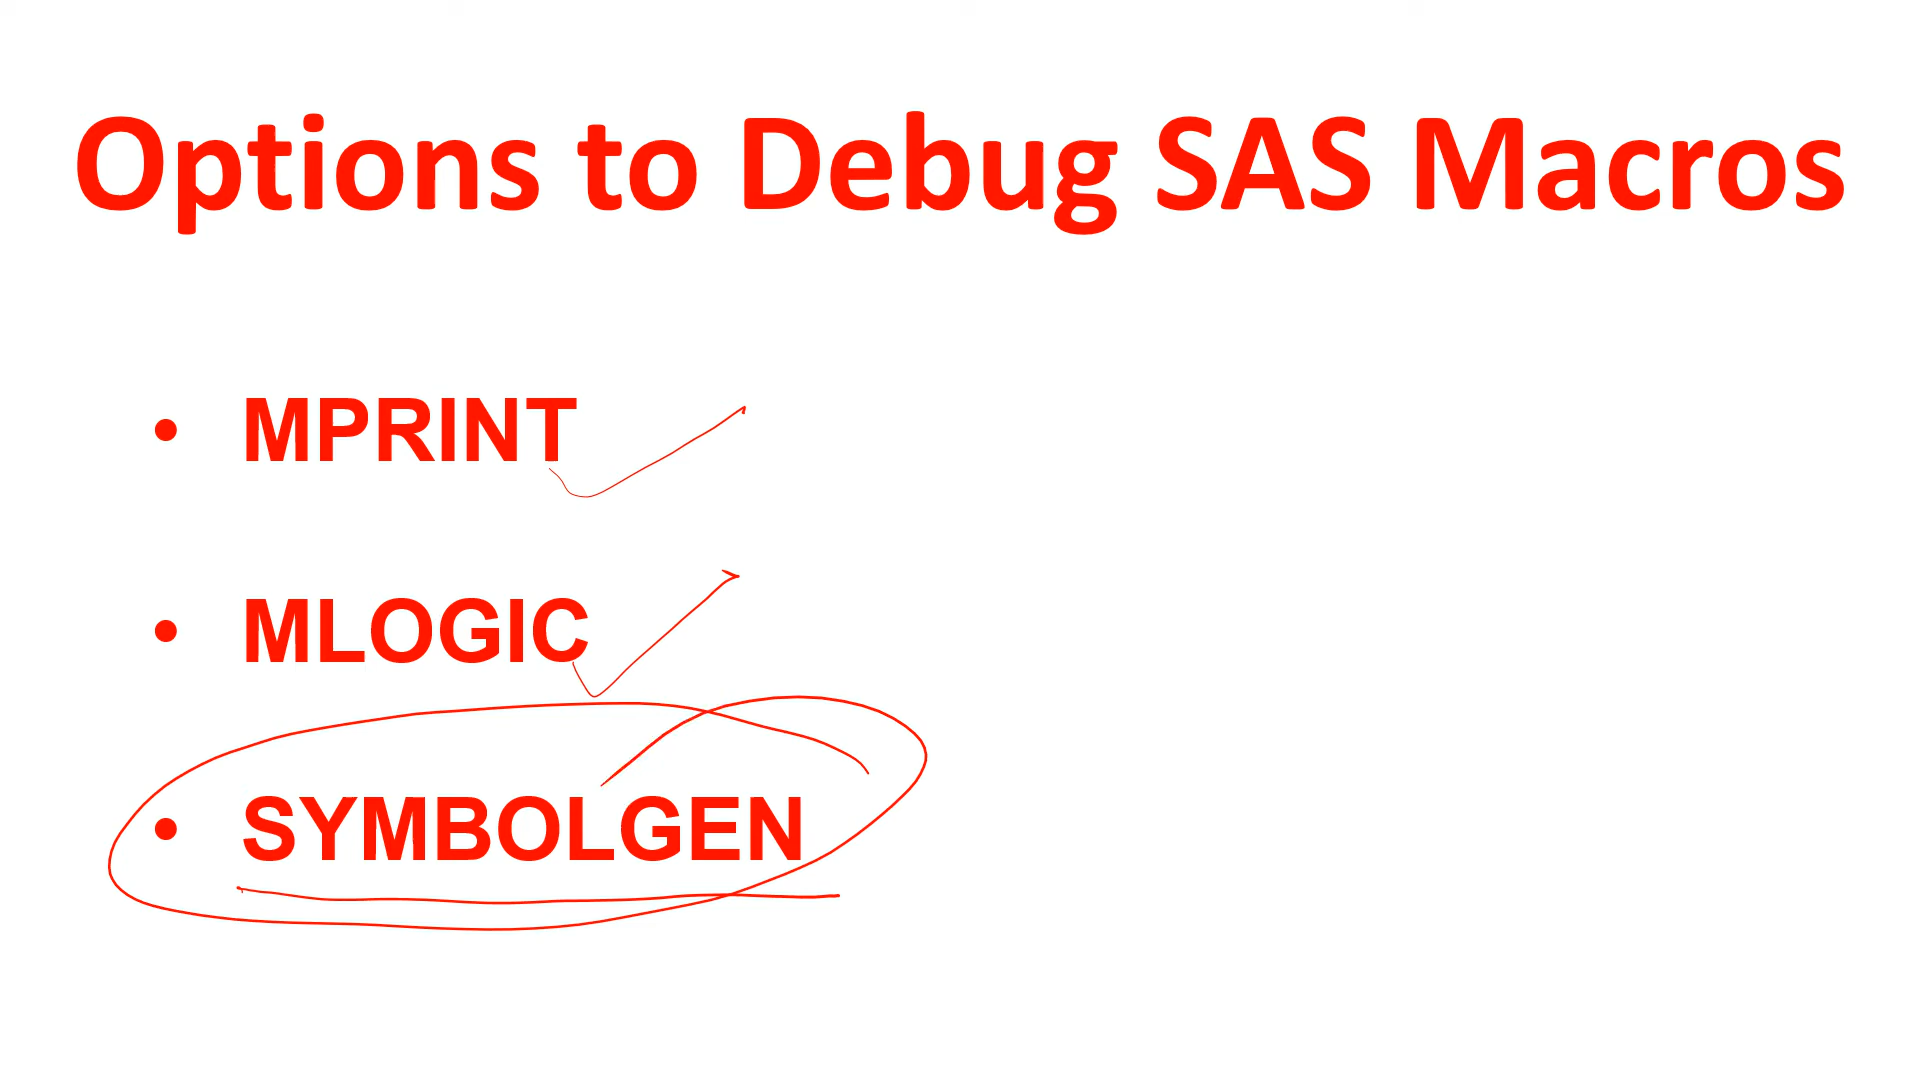 Options to Debug SAS Macros
• MPRINT
• MLOGIC
• SYMBOLGEN